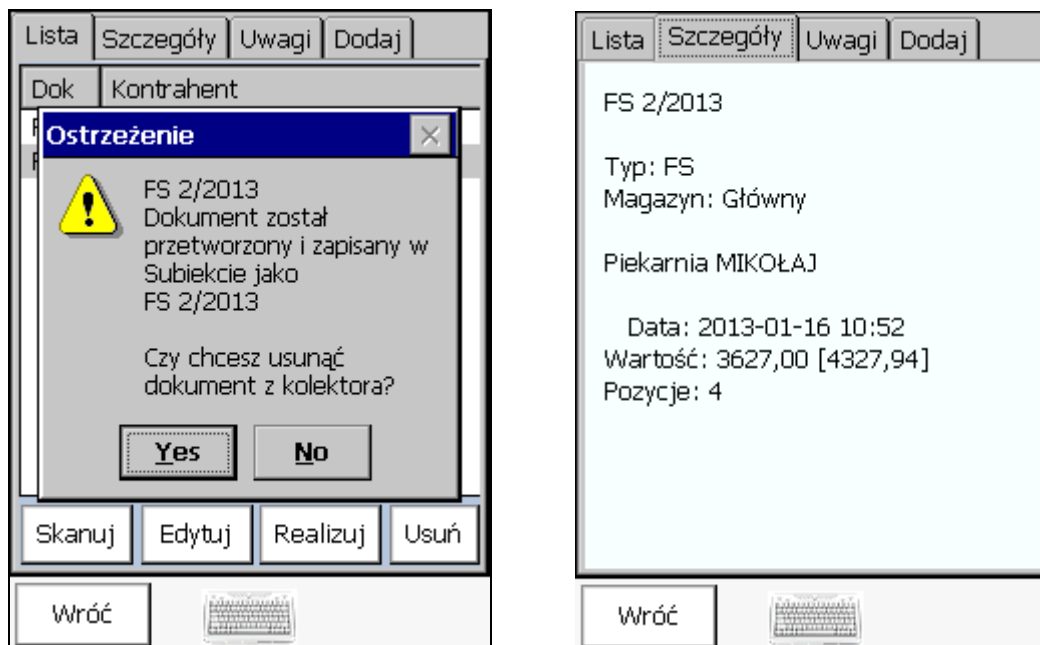 Lista Szczegóły Uwagi Dodaj
Dok Kontrahent
Ostrzeżenie
FS 2/2013
Dokument został
przetworzony i zapisany w
Subiekcie jako
FS 2/2013
Czy chcesz usunąć
dokument z kolektora?
Yes No
Skanuj Edytuj Realizuj Usuń
Wróć
Lista Szczegóły Uwagi Dodaj
FS 2/2013
Typ: FS
Magazyn: Główny
Piekarnia MIKOŁAJ
Data: 2013-01-16 10:52
Wartość: 3627,00 [4327,94]
Pozycje: 4
Wróć